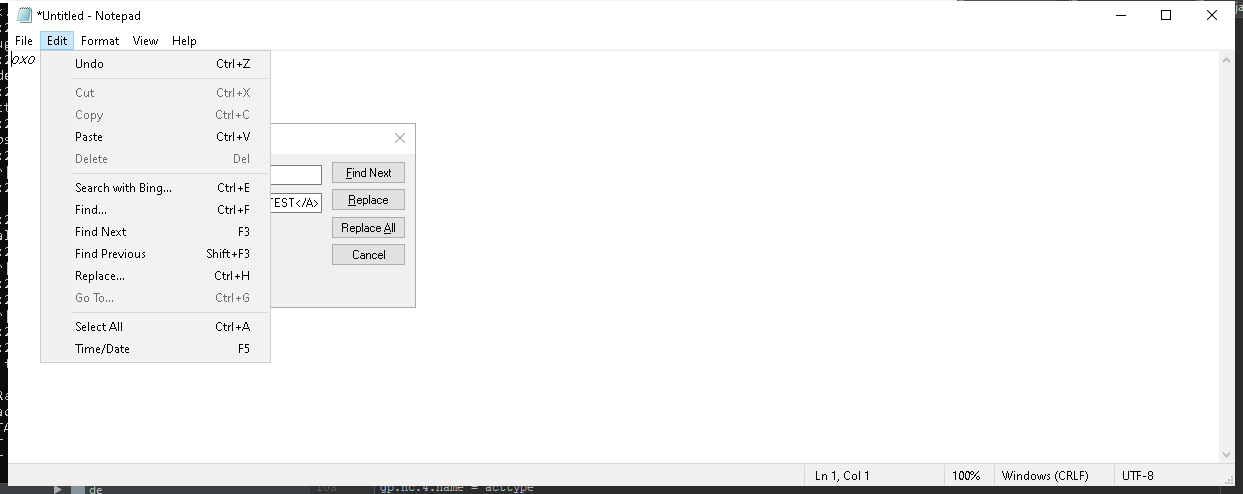 *Untitled - Notepad
File Edit Format View Help
oxo
Undo Ctrl+Z
Cut Ctrl+X
Copy Ctrl+C
Paste Ctrl+V
Delete Del
Search with Bing... Ctrl+E
Find... Ctrl+F
Find Next F3
Find Previous Shift+F3
Replace... Ctrl+H
Go To... Ctrl+G
Select All Ctrl+A
Time/Date F5
Find Next
TEST</A> Replace
Replace All
Cancel
Ln 1, Col 1 100% Windows (CRLF) UTF-8
de gp.nc.4.name = acctype